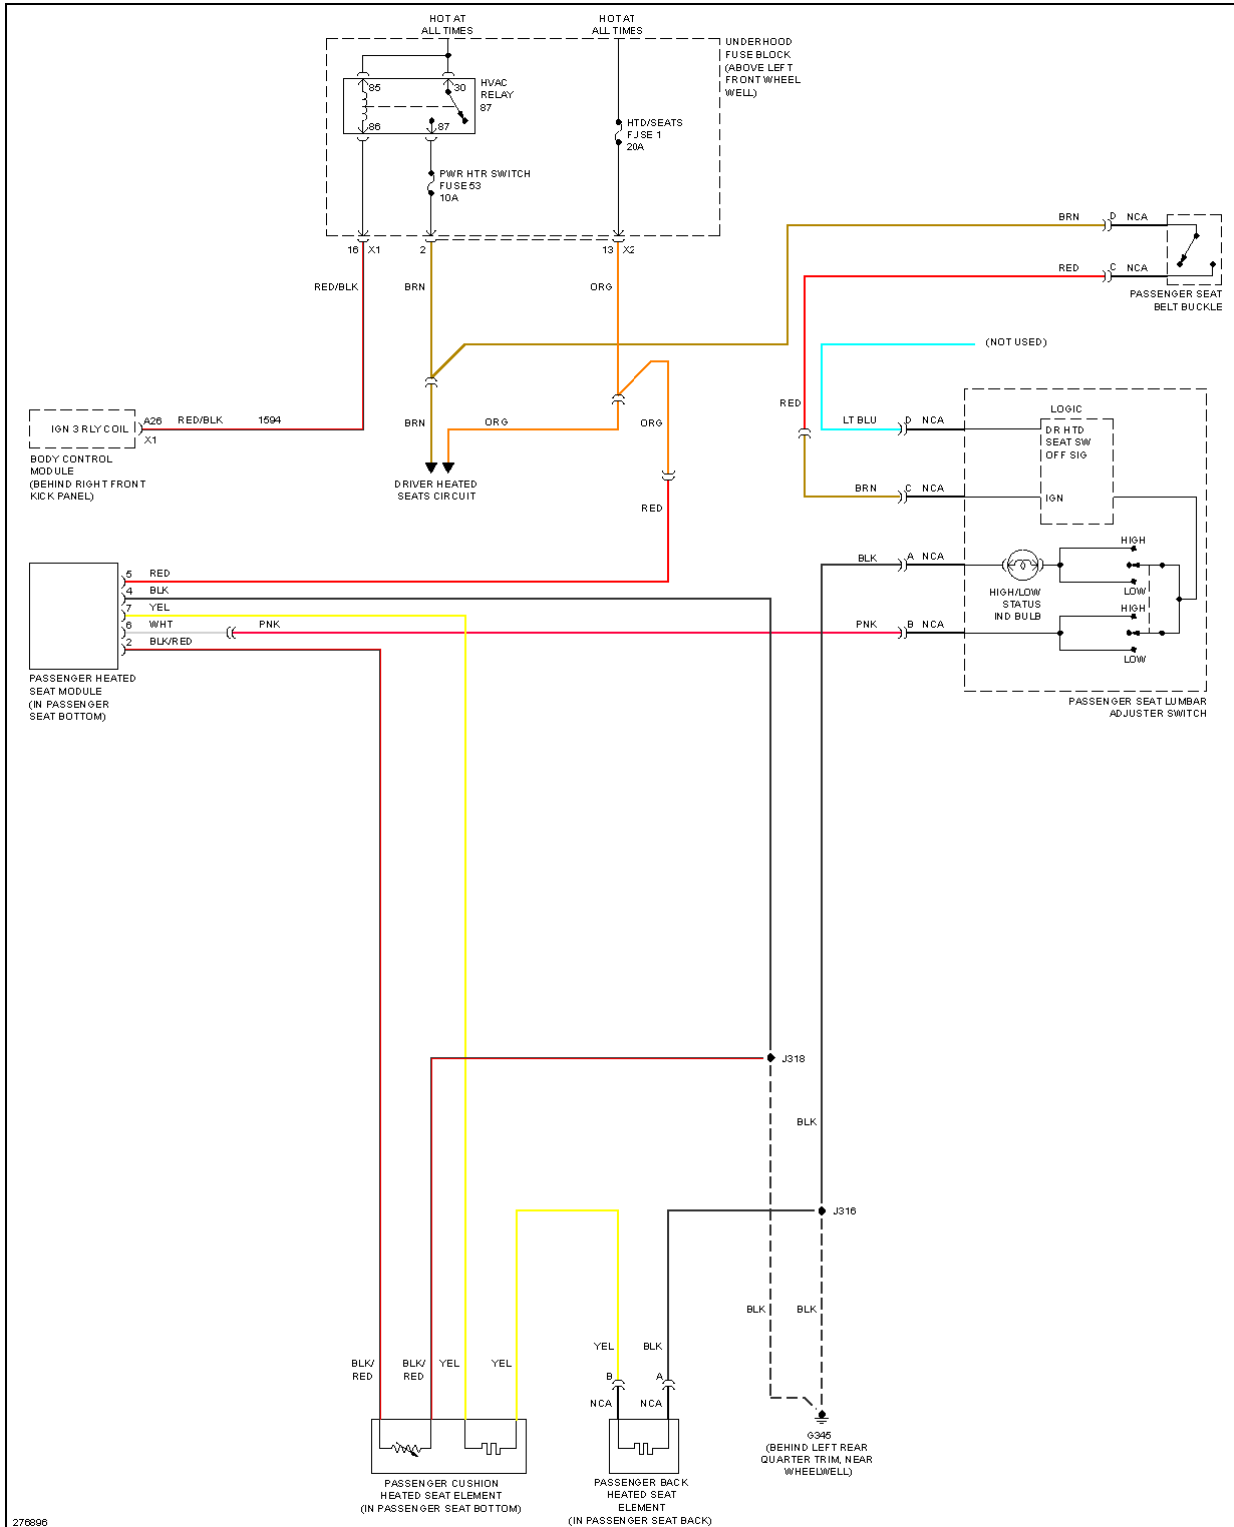 HOT AT
ALL TIMES
HOT AT
ALL TIMES
UNDERHOOD
FUSE BLOCK
(ABOVE LEFT
FRONT WHEEL
WELL)
85
30
HVAC
RELAY
87
86
87
HTD/SEATS
FUSE 1
20A
PWR HTR SWITCH
FUSE 53
10A
16
X1
2
13
X2
RED/BLK
BRN
ORG
BRN
D
NCA
RED
C
NCA
PASSENGER SEAT
BELT BUCKLE
(NOT USED)
RED
IGN 3 RLY COIL
A26
RED/BLK
1594
X1
BODY CONTROL
MODULE
(BEHIND RIGHT FRONT
KICK PANEL)
BRN
ORG
ORG
DRIVER HEATED
SEATS CIRCUIT
RED
LT BLU
D
NCA
LOGIC
DR HTD
SEAT SW
OFF SIG
BRN
C
NCA
IGN
BLK
A
NCA
HIGH/LOW
STATUS
IND BULB
HIGH
LOW
PNK
B
NCA
HIGH
LOW
PASSENGER SEAT LUMBAR
ADJUSTER SWITCH
5
RED
4
BLK
7
YEL
6
WHT
PNK
2
BLK/RED
PASSENGER HEATED
SEAT MODULE
(IN PASSENGER
SEAT BOTTOM)
J318
BLK
J316
BLK
BLK
BLK/
RED
BLK/
RED
YEL
YEL
YEL
BLK
B
A
NCA
NCA
G345
(BEHIND LEFT REAR
QUARTER TRIM, NEAR
WHEELWELL)
PASSENGER CUSHION
HEATED SEAT ELEMENT
(IN PASSENGER SEAT BOTTOM)
PASSENGER BACK
HEATED SEAT
ELEMENT
(IN PASSENGER SEAT BACK)
276896